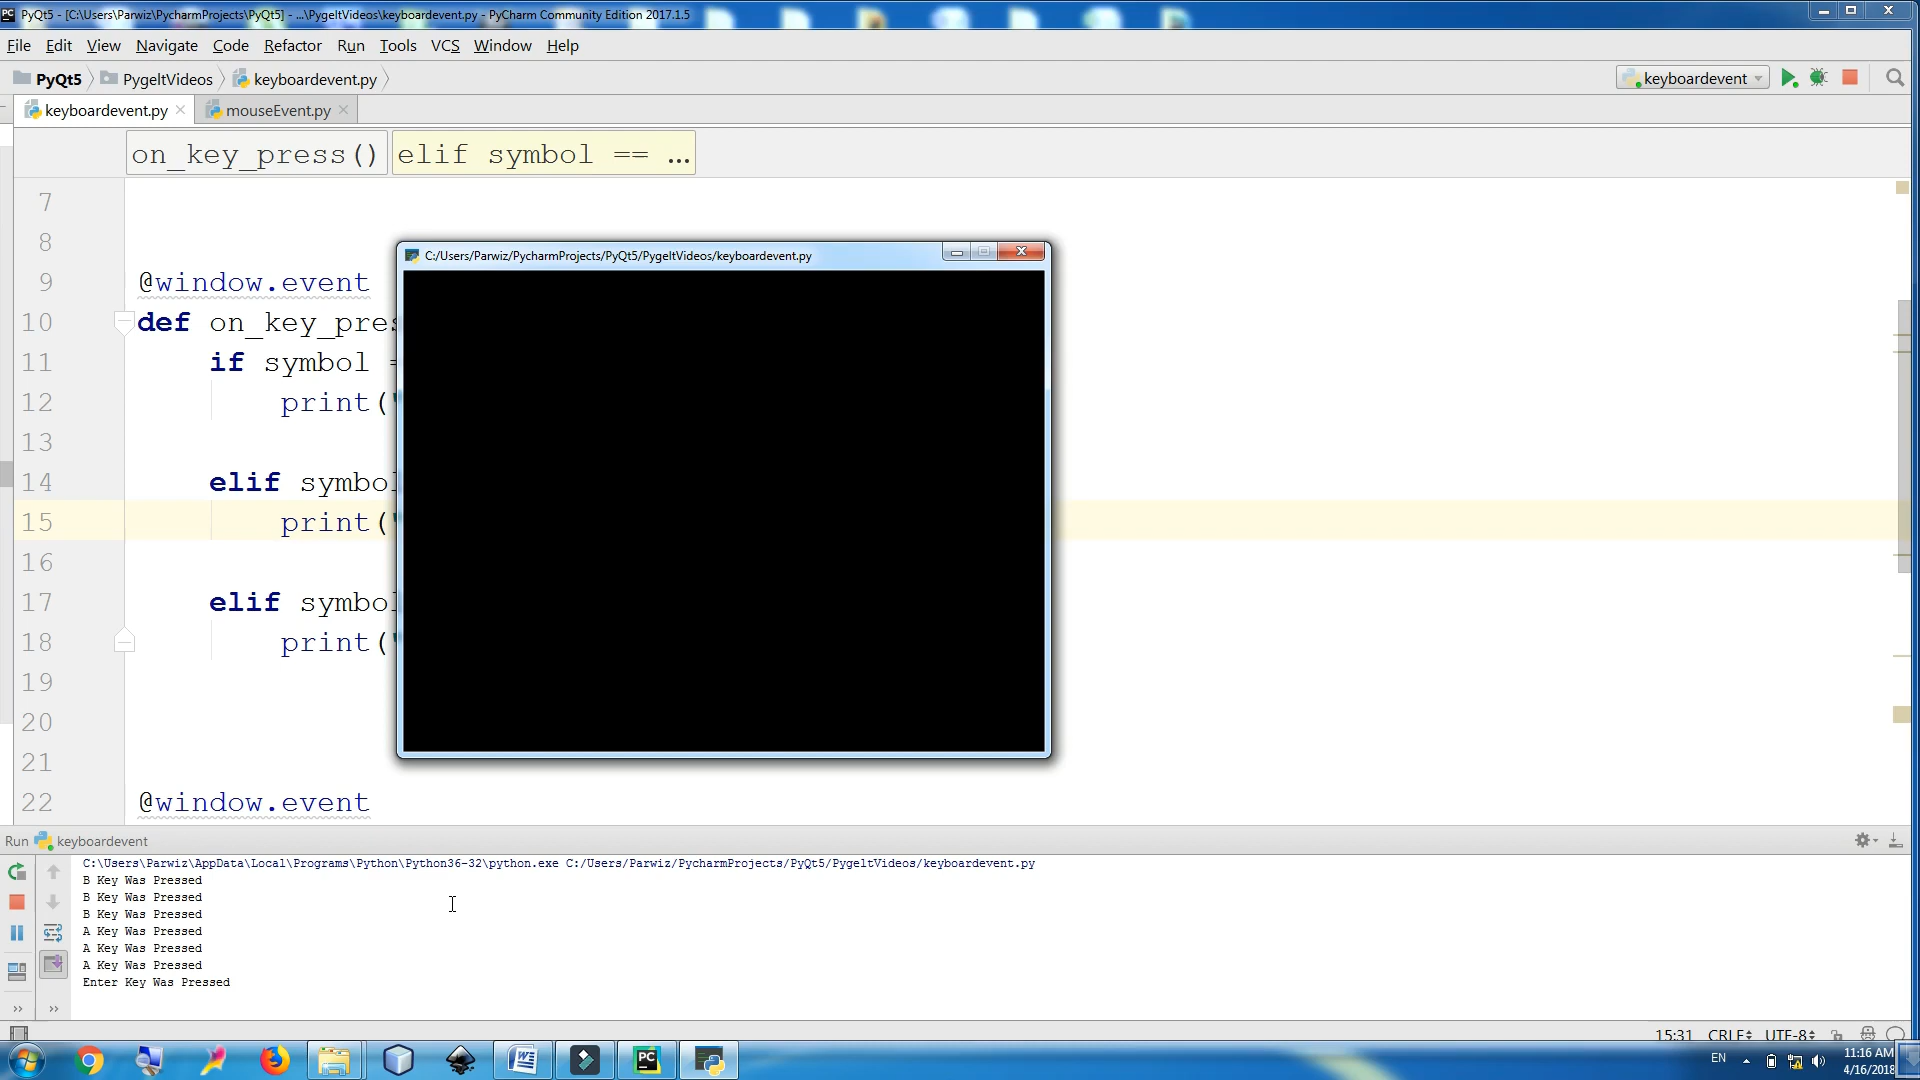 PyQt5 - [C:\Users\Parwiz\PycharmProjects\PyQt5] - ...\PygeltVideos\keyboardevent.py - PyCharm Community Edition 2017.1.5
File Edit View Navigate Code Refactor Run Tools VCS Window Help
PyQt5 PygeltVideos keyboardevent.py keyboardevent
keyboardevent.py mouseEvent.py
on_key_press() elif symbol == ...
7
8
C:/Users/Parwiz/PycharmProjects/PyQt5/PygeltVideos/keyboardevent.py
9 @window.event
10 def on_key_pres
11 if symbol =
12 print("
13
14 elif symbol
15 print("
16
17 elif symbol
18 print("
19
20
21
22 @window.event
Run keyboardevent
C:\Users\Parwiz\AppData\Local\Programs\Python\Python36-32\python.exe C:/Users/Parwiz/PycharmProjects/PyQt5/PygeltVideos/keyboardevent.py
B Key Was Pressed
B Key Was Pressed
B Key Was Pressed
A Key Was Pressed
A Key Was Pressed
A Key Was Pressed
Enter Key Was Pressed
15:31 CRLF UTF-8
EN 11:16 AM
4/16/2018